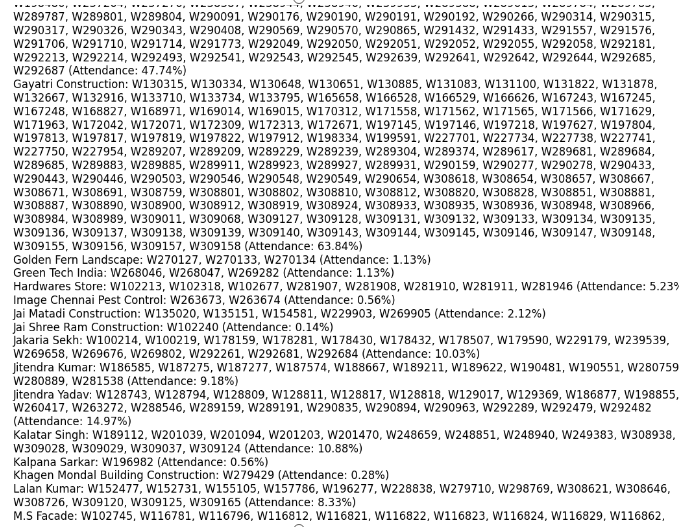 W289787, W289801, W289804, W290091, W290176, W290190, W290191, W290192, W290266, W290314, W290315,
W290317, W290326, W290343, W290408, W290569, W290570, W290865, W291432, W291433, W291557, W291576,
W291706, W291710, W291714, W291773, W292049, W292050, W292051, W292052, W292055, W292058, W292181,
W292213, W292214, W292493, W292541, W292543, W292545, W292639, W292641, W292642, W292644, W292685,
W292687 (Attendance: 47.74%)
Gayatri Construction: W130315, W130334, W130648, W130651, W130885, W131083, W131100, W131822, W131878,
W132667, W132916, W133710, W133734, W133795, W165658, W166528, W166529, W166626, W167243, W167245,
W167248, W168827, W168971, W169014, W169015, W170312, W171558, W171562, W171565, W171566, W171629,
W171963, W172042, W172071, W172309, W172313, W172671, W197145, W197146, W197218, W197627, W197804,
W197813, W197817, W197819, W197822, W197912, W198334, W199591, W227701, W227734, W227738, W227741,
W227750, W227954, W289207, W289209, W289229, W289239, W289304, W289374, W289617, W289681, W289684,
W289685, W289883, W289885, W289911, W289923, W289927, W289931, W290159, W290277, W290278, W290433,
W290443, W290446, W290503, W290546, W290548, W290549, W290654, W308618, W308654, W308657, W308667,
W308671, W308691, W308759, W308801, W308802, W308810, W308812, W308820, W308828, W308851, W308881,
W308887, W308890, W308900, W308912, W308919, W308924, W308933, W308935, W308936, W308948, W308966,
W308984, W308989, W309011, W309068, W309127, W309128, W309131, W309132, W309133, W309134, W309135,
W309136, W309137, W309138, W309139, W309140, W309143, W309144, W309145, W309146, W309147, W309148,
W309155, W309156, W309157, W309158 (Attendance: 63.84%)
Golden Fern Landscape: W270127, W270133, W270134 (Attendance: 1.13%)
Green Tech India: W268046, W268047, W269282 (Attendance: 1.13%)
Hardwares Store: W102213, W102318, W102677, W281907, W281908, W281910, W281911, W281946 (Attendance: 5.23%
Image Chennai Pest Control: W263673, W263674 (Attendance: 0.56%)
Jai Matadi Construction: W135020, W135151, W154581, W229903, W269905 (Attendance: 2.12%)
Jai Shree Ram Construction: W102240 (Attendance: 0.14%)
Jakaria Sekh: W100214, W100219, W178159, W178281, W178430, W178432, W178507, W179590, W229179, W239539,
W269658, W269676, W269802, W292261, W292681, W292684 (Attendance: 10.03%)
Jitendra Kumar: W186585, W187275, W187277, W187574, W188667, W189211, W189622, W190481, W190551, W280759
W280889, W281538 (Attendance: 9.18%)
Jitendra Yadav: W128743, W128794, W128809, W128811, W128817, W128818, W129017, W129369, W186877, W198855,
W260417, W263272, W288546, W289159, W289191, W290835, W290894, W290963, W292289, W292479, W292482
(Attendance: 14.97%)
Kalatar Singh: W189112, W201039, W201094, W201203, W201470, W248659, W248851, W248940, W249383, W308938,
W309028, W309029, W309037, W309124 (Attendance: 10.88%)
Kalpana Sarkar: W196982 (Attendance: 0.56%)
Khagen Mondal Building Construction: W279429 (Attendance: 0.28%)
Lalan Kumar: W152477, W152731, W155105, W157786, W196277, W228838, W279710, W298769, W308621, W308646,
W308726, W309120, W309125, W309165 (Attendance: 8.33%)
M.S Facade: W102745, W116781, W116796, W116812, W116821, W116822, W116823, W116824, W116829, W116862,